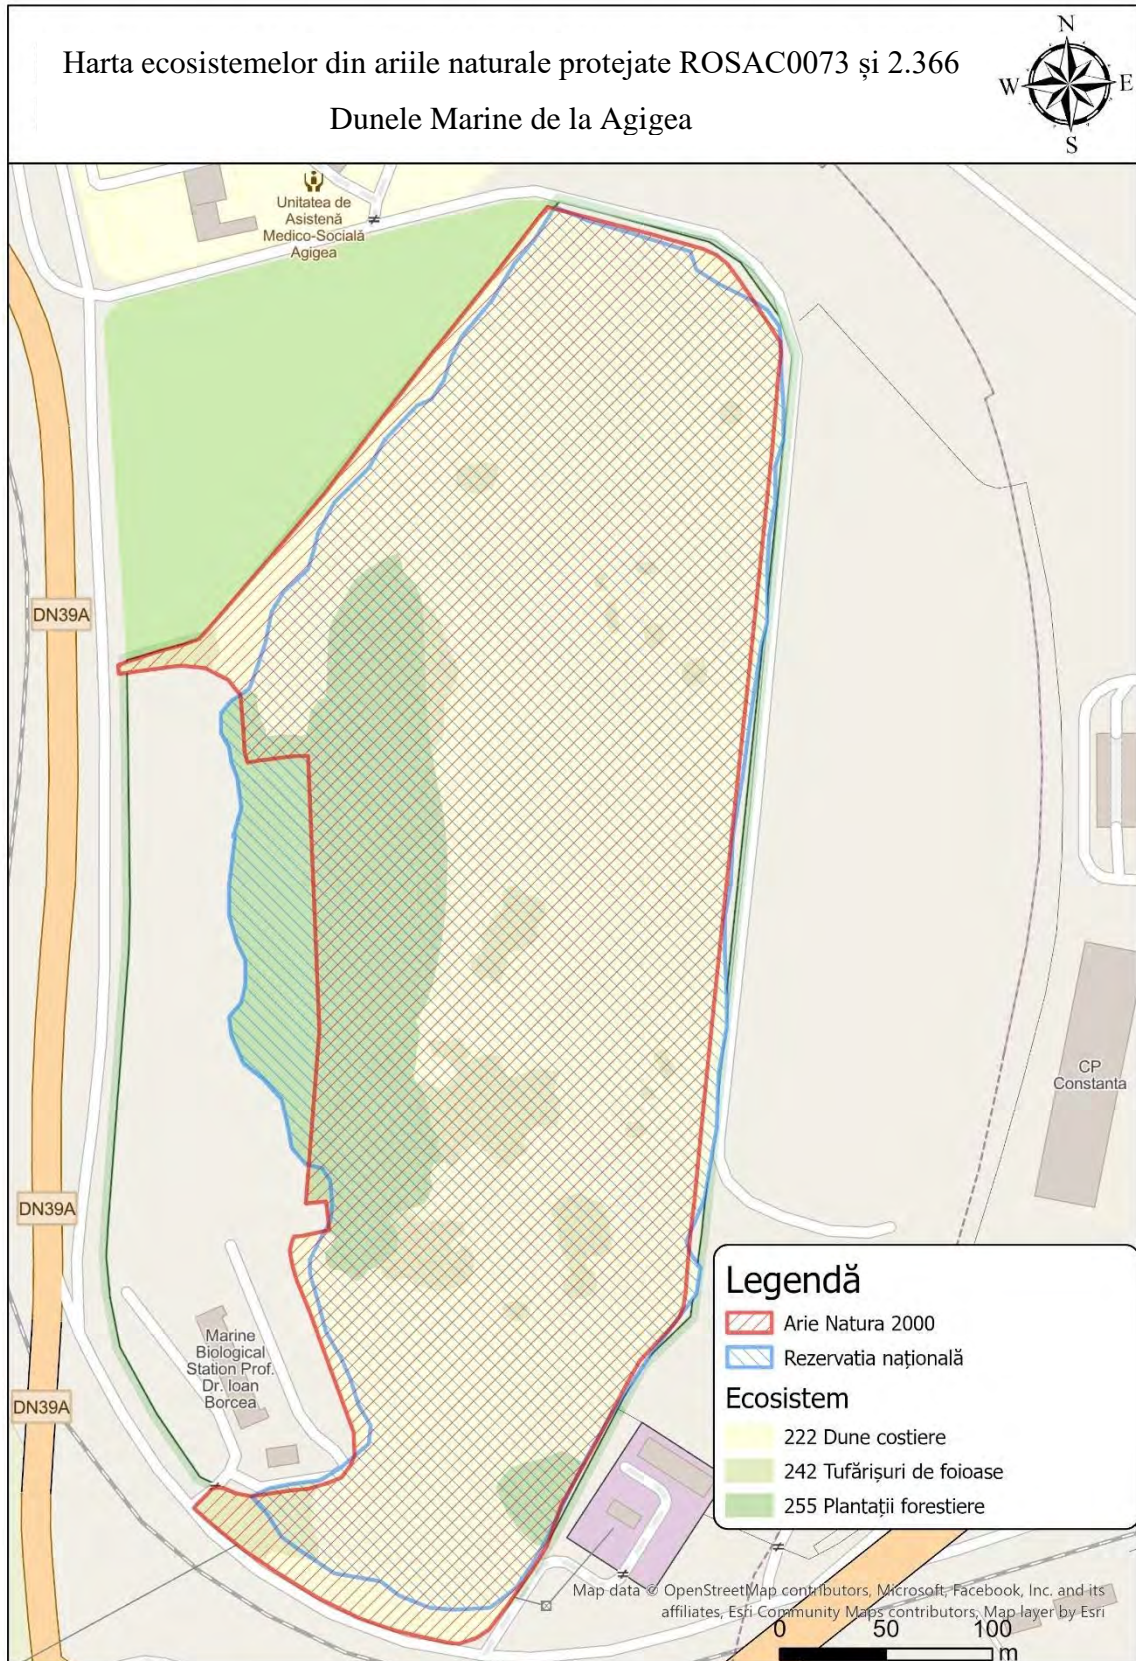 Harta ecosistemelor din ariile naturale protejate ROSAC0073 și 2.366
Dunele Marine de la Agigea
N
W
E
S
Unitatea de
Asistenă
Medico-Socială
Agigea
DN39A
DN39A
DN39A
CP
Constanta
Marine
Biological
Station Prof.
Dr. Ioan
Borcea
Legendă
Arie Natura 2000
Rezervatia națională
Ecosistem
222 Dune costiere
242 Tufărișuri de foioase
255 Plantații forestiere
Map data © OpenStreetMap contributors, Microsoft, Facebook, Inc. and its
affiliates, Esri Community Maps contributors, Map layer by Esri
0 50 100
m